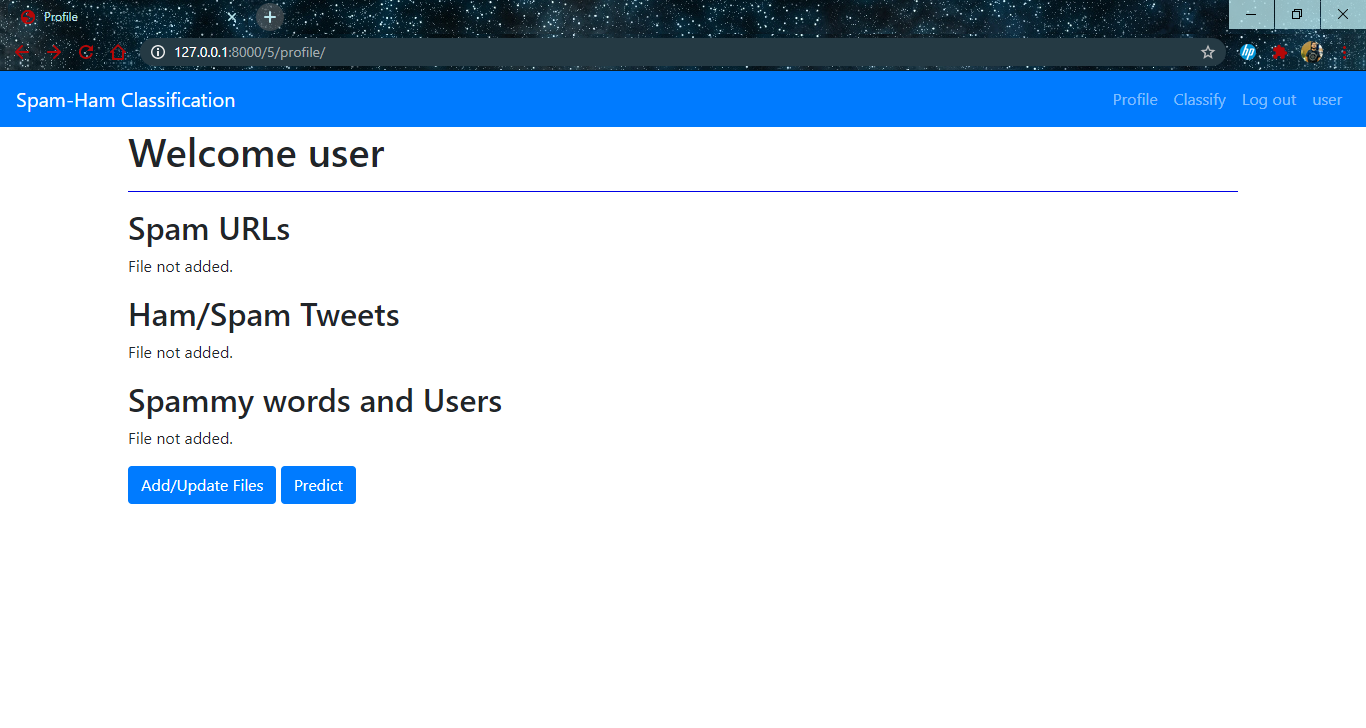 Profile
127.0.0.1:8000/5/profile/
hp
Spam-Ham Classification
Profile Classify Log out user
Welcome user
Spam URLs
File not added.
Ham/Spam Tweets
File not added.
Spammy words and Users
File not added.
Add/Update Files Predict